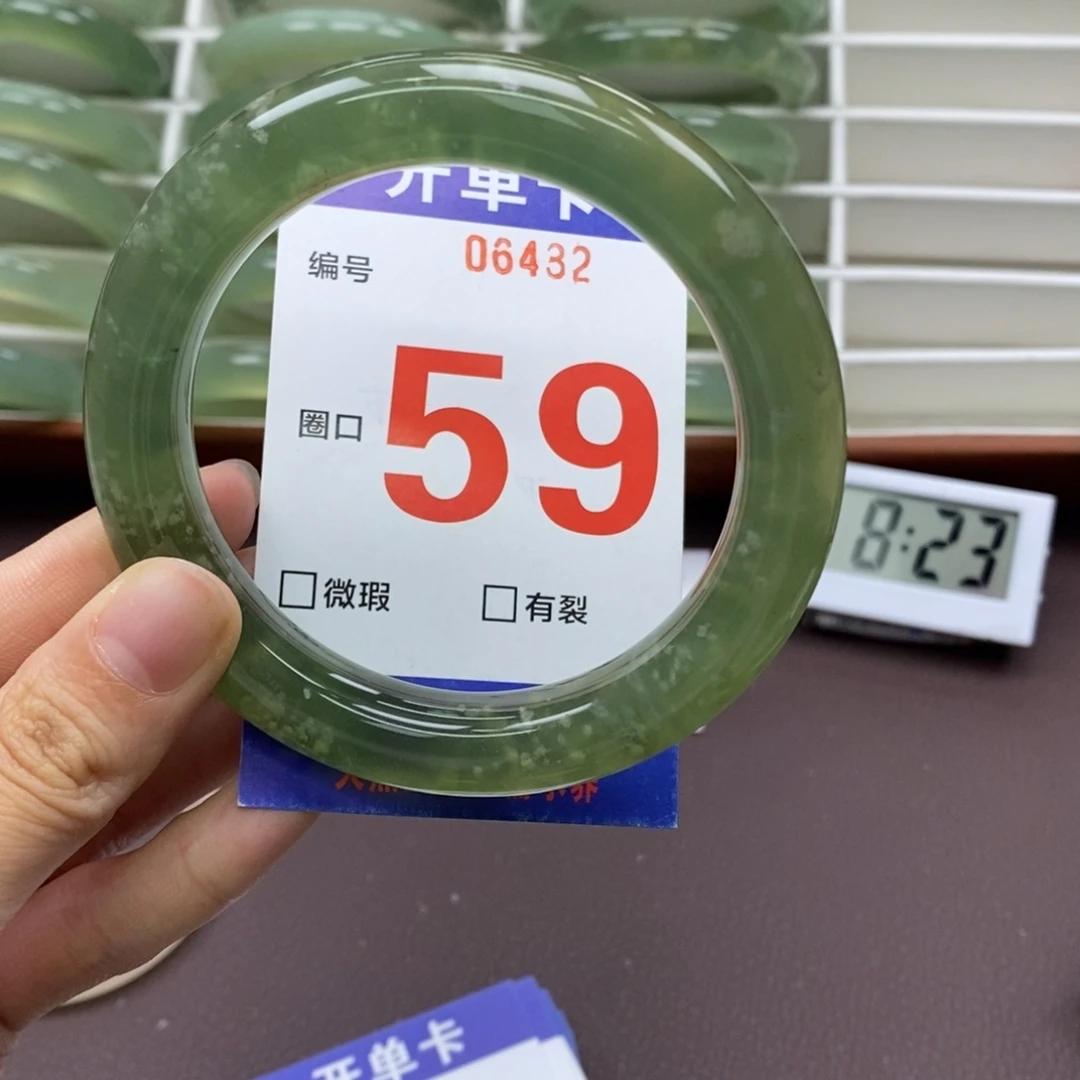 开单卡
编号 06432
圈口 59
□微瑕 □有裂
8:23
开单卡